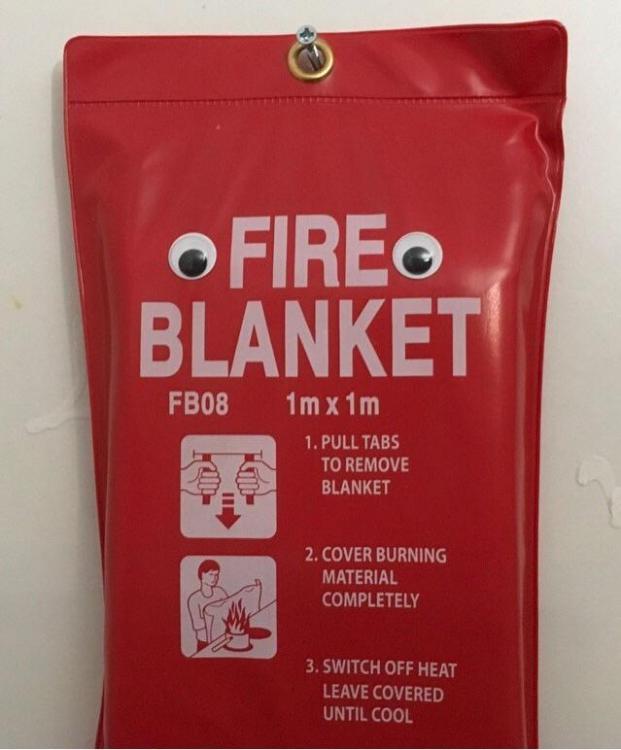 FIRE
BLANKET
FB08 1m x 1m
1. PULL TABS
TO REMOVE
BLANKET
2. COVER BURNING
MATERIAL
COMPLETELY
3. SWITCH OFF HEAT
LEAVE COVERED
UNTIL COOL